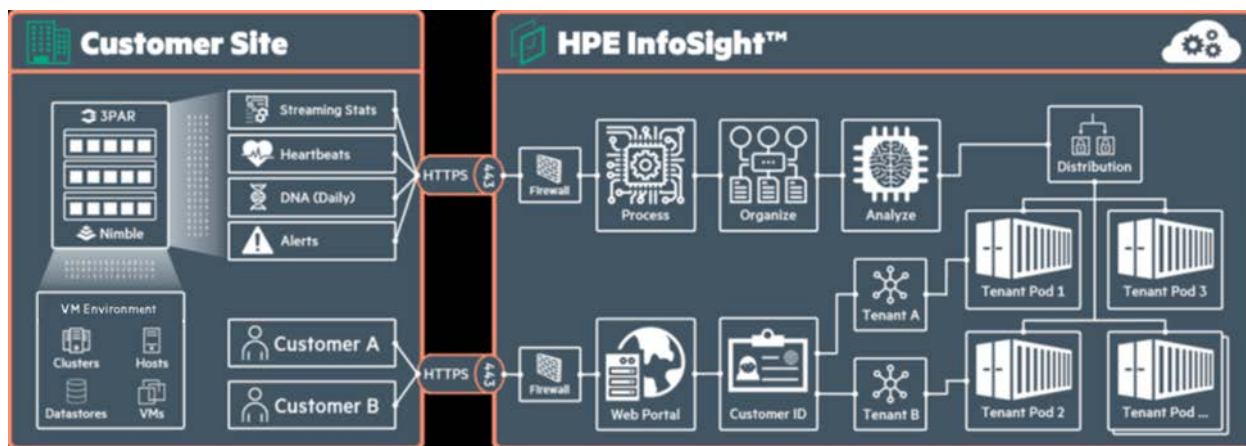 Customer Site
3PAR
Nimble
Streaming Stats
Heartbeats
DNA (Daily)
Alerts
VM Environment
Clusters
Hosts
Datastores
VMs
Customer A
Customer B
HTTPS
443
HTTPS
443
HPE InfoSight™
Firewall
Process
Organize
Analyze
Distribution
Tenant Pod 1
Tenant Pod 3
Tenant A
Firewall
Web Portal
Customer ID
Tenant B
Tenant Pod 2
Tenant Pod ...